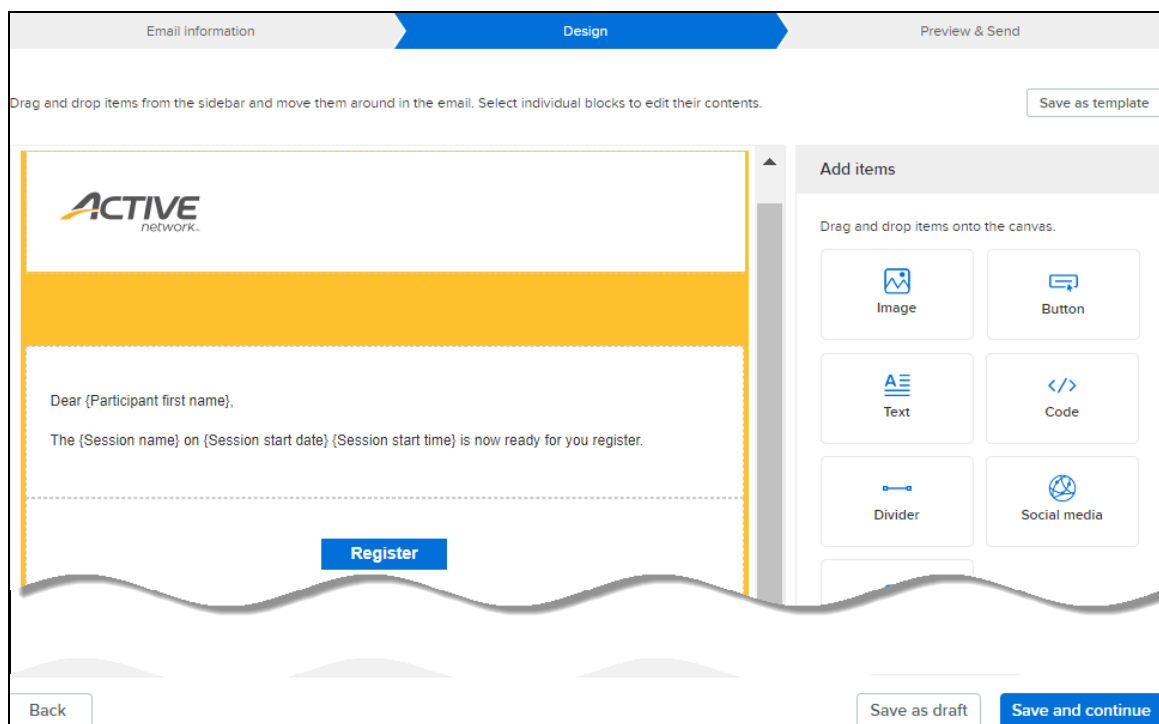 Email information
Design
Preview & Send
Drag and drop items from the sidebar and move them around in the email. Select individual blocks to edit their contents.
Save as template
ACTIVE
network™
Dear {Participant first name},
The {Session name} on {Session start date} {Session start time} is now ready for you register.
Register
Add items
Drag and drop items onto the canvas.
Image
Button
Text
Code
Divider
Social media
Back
Save as draft
Save and continue